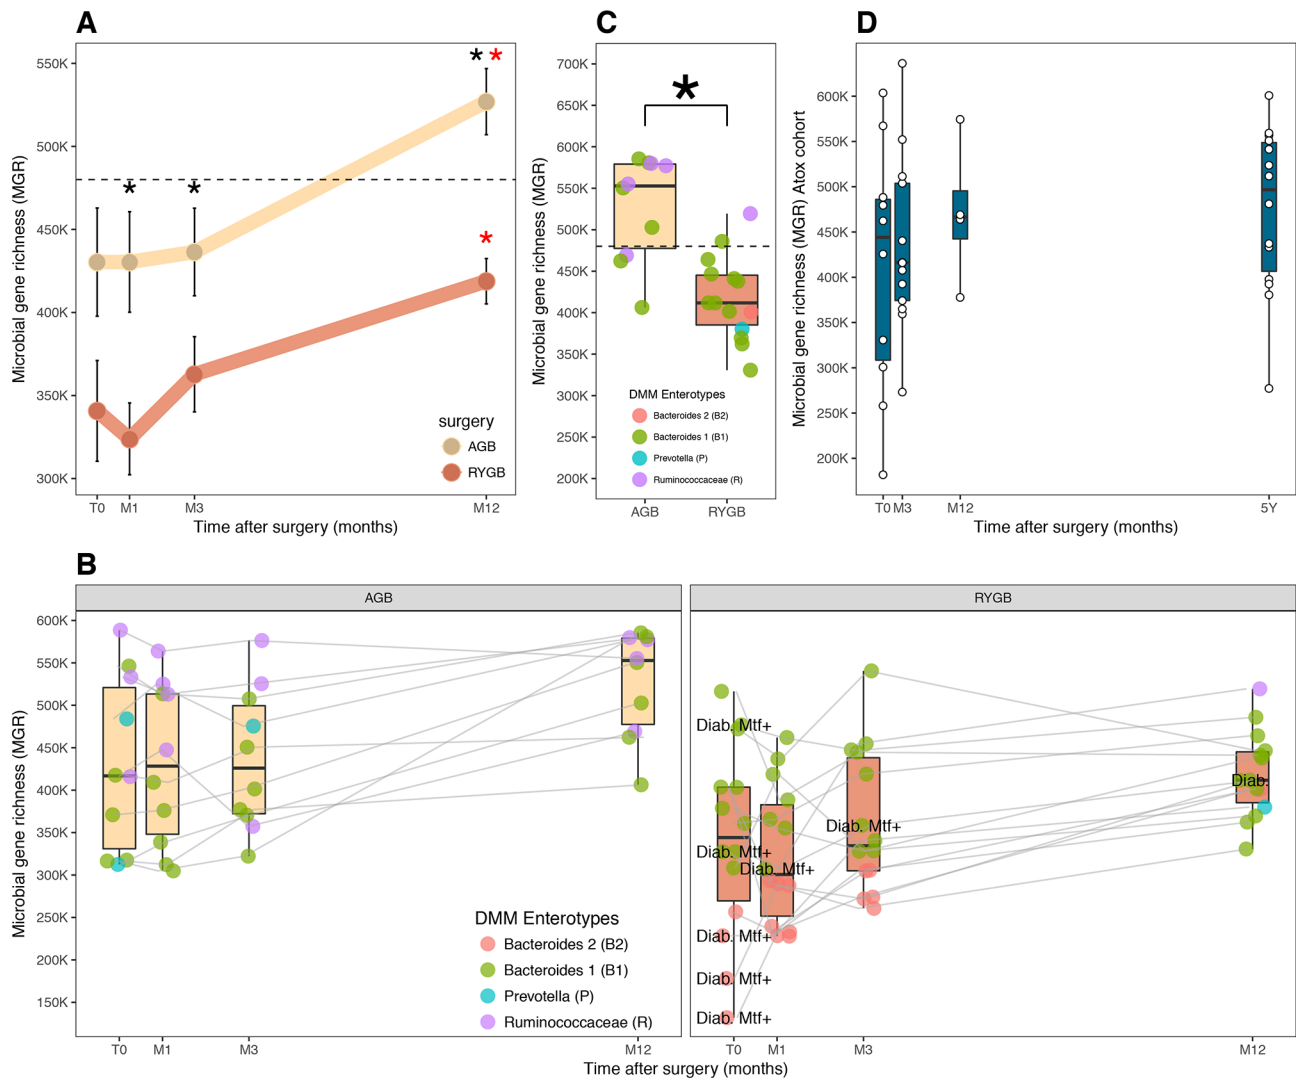 A
Microbial gene richness (MGR)
550K
500K
450K
400K
350K
300K
* *
*
*
*
surgery
AGB
RYGB
T0 M1 M3 M12
Time after surgery (months)
C
Microbial gene richness (MGR)
700K
650K
600K
550K
500K
450K
400K
350K
300K
250K
200K
*
DMM Enterotypes
Bacteroides 2 (B2)
Bacteroides 1 (B1)
Prevotella (P)
Ruminococcaceae (R)
AGB RYGB
D
Microbial gene richness (MGR) Atox cohort
600K
550K
500K
450K
400K
350K
300K
250K
200K
T0 M3 M12 5Y
Time after surgery (months)
B
AGB RYGB
Microbial gene richness (MGR)
600K
550K
500K
450K
400K
350K
300K
250K
200K
150K
DMM Enterotypes
Bacteroides 2 (B2)
Bacteroides 1 (B1)
Prevotella (P)
Ruminococcaceae (R)
Diab. Mtf+
Diab.
Diab. Mtf+
Diab. Mtf+
Diab. Mtf+
Diab. Mtf+
Diab. Mtf+
Diab. Mtf+
T0 M1 M3 M12 T0 M1 M3 M12
Time after surgery (months)